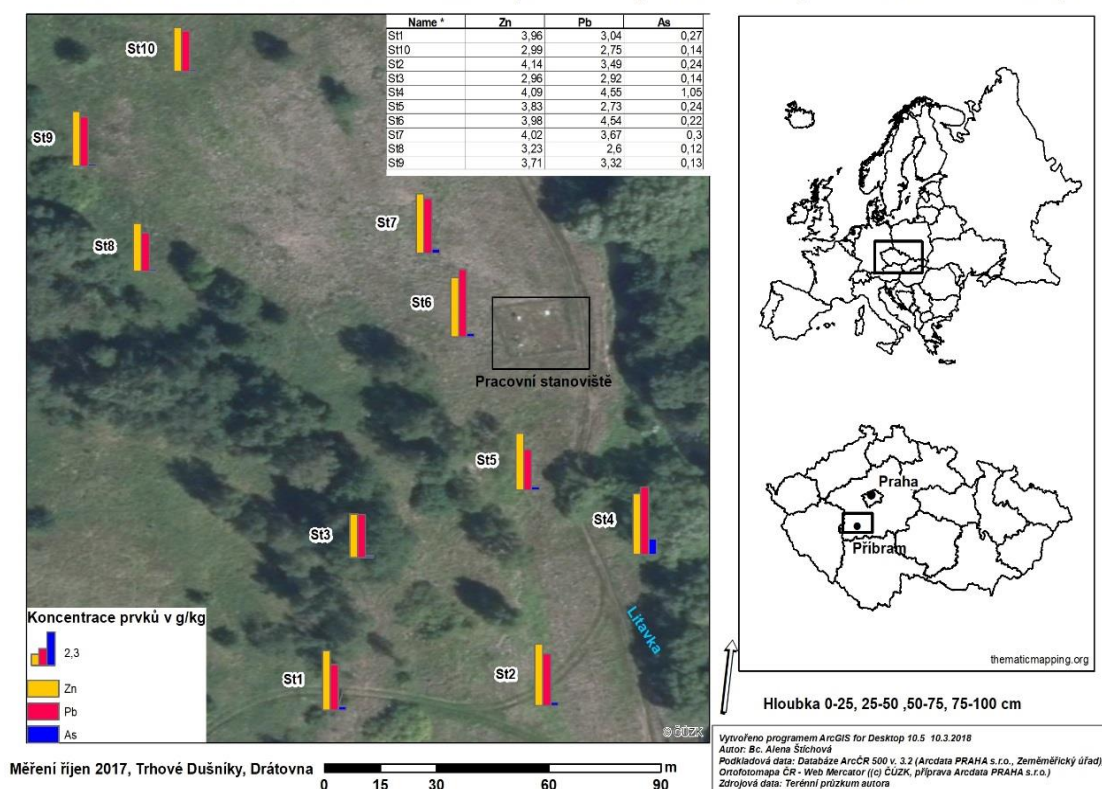 Name * Zn Pb As
St1 3,96 3,04 0,27
St10 2,99 2,75 0,14
St2 4,14 3,49 0,24
St3 2,96 2,92 0,14
St4 4,09 4,55 1,05
St5 3,83 2,73 0,24
St6 3,98 4,54 0,22
St7 4,02 3,67 0,3
St8 3,23 2,6 0,12
St9 3,71 3,32 0,13
St10
St9
St8
St7
St6
Pracovní stanoviště
St5
St4
St3
St2
St1
Litavka
© ČÚZK
Koncentrace prvků v g/kg
2,3
Zn
Pb
As
Praha
Příbram
thematicmapping.org
Hloubka 0-25, 25-50 ,50-75, 75-100 cm
Měření říjen 2017, Trhové Dušníky, Drátovna
m
0 15 30 60 90
Vytvořeno programem ArcGIS for Desktop 10.5 10.3.2018
Autor: Bc. Alena Štíchová
Podkladová data: Databáze ArcČR 500 v. 3.2 (Arcdata PRAHA s.r.o., Zeměměřický úřad),
Ortofotomapa ČR - Web Mercator ((c) ČÚZK, příprava Arcdata PRAHA s.r.o.)
Zdrojová data: Terénní průzkum autora